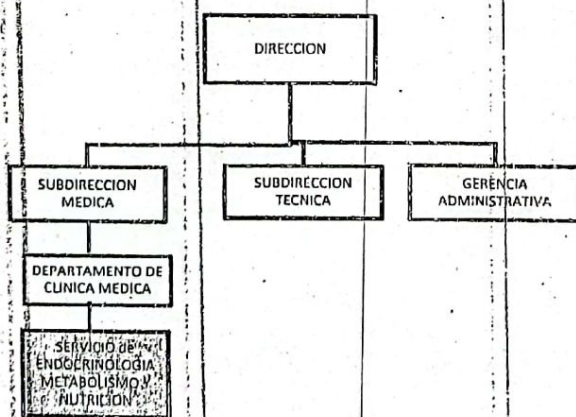 DIRECCION
SUBDIRECCION
MEDICA
SUBDIRECCION
TECNICA
GERENCIA
ADMINISTRATIVA
DEPARTAMENTO DE
CLINICA MEDICA
SERVICIO de
ENDOCRINOLOGIA
METABOLISMO Y
NUTRICION